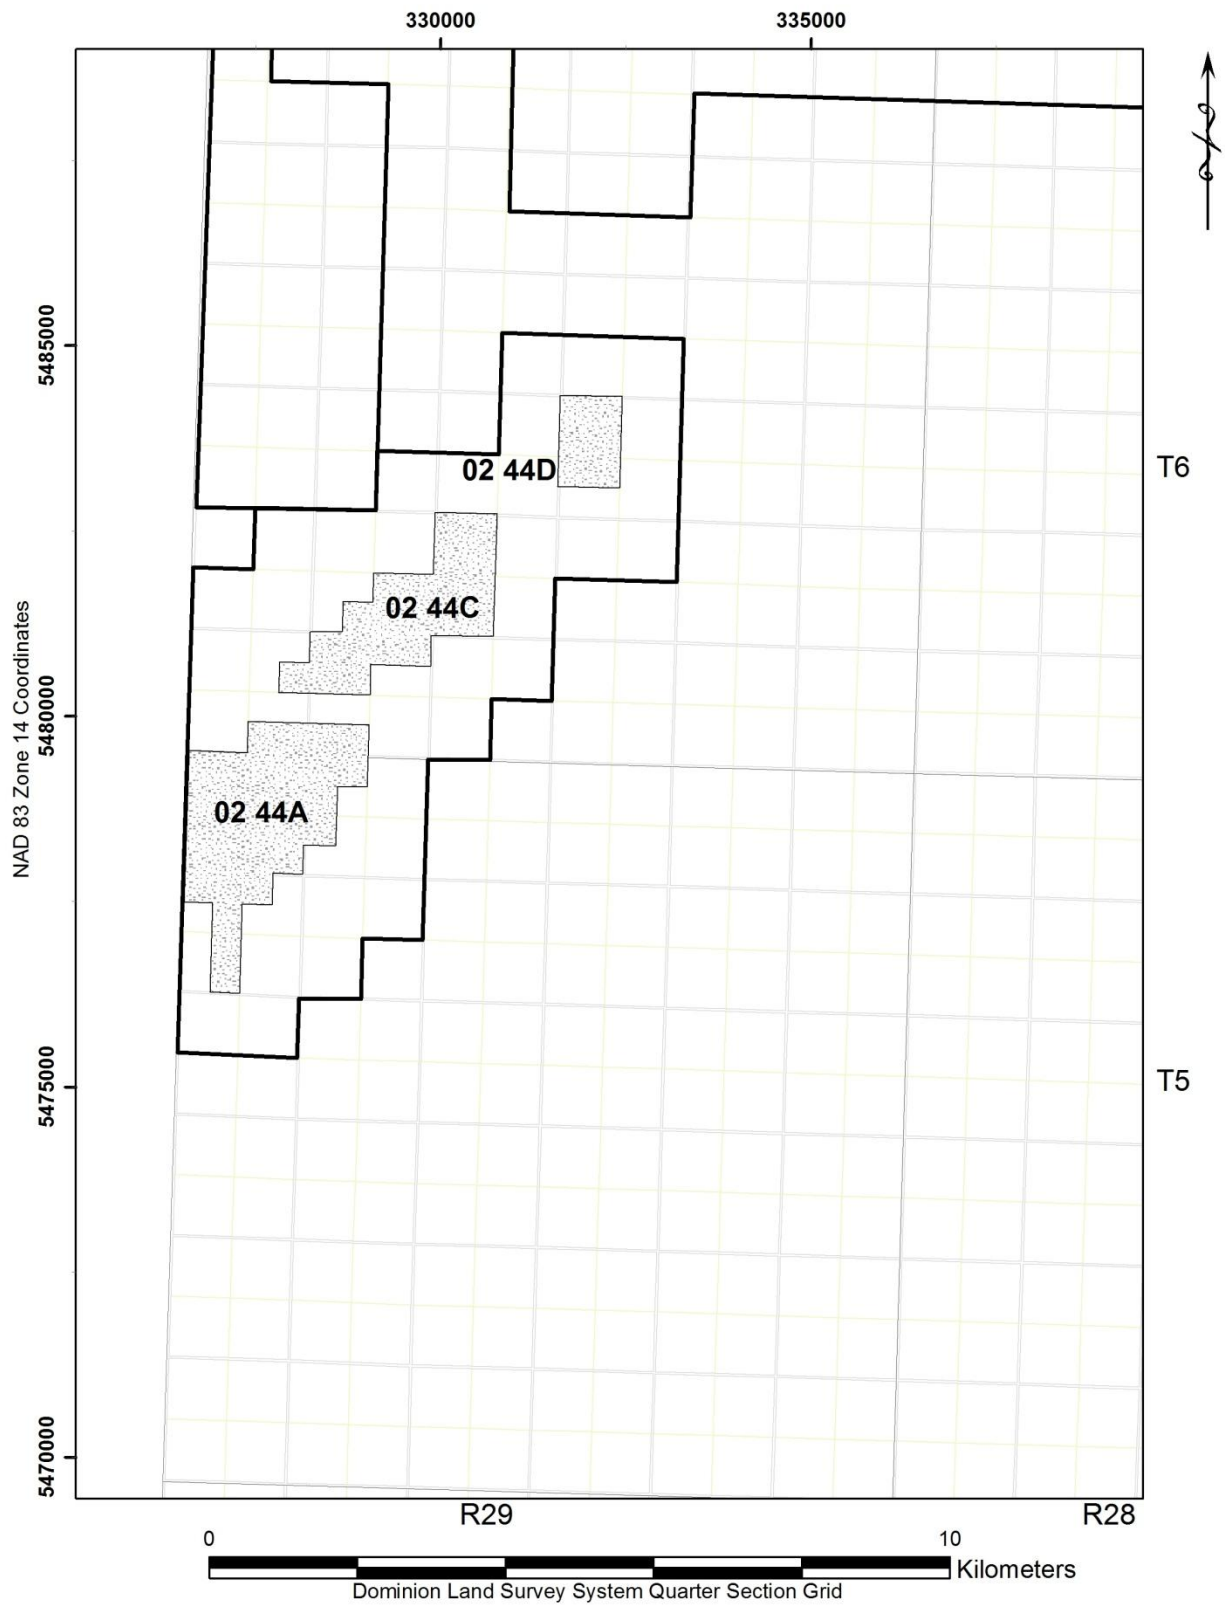 330000
335000
5485000
T6
02 44D
02 44C
NAD 83 Zone 14 Coordinates
5480000
02 44A
5475000
T5
5470000
R29
R28
0
10
Kilometers
Dominion Land Survey System Quarter Section Grid